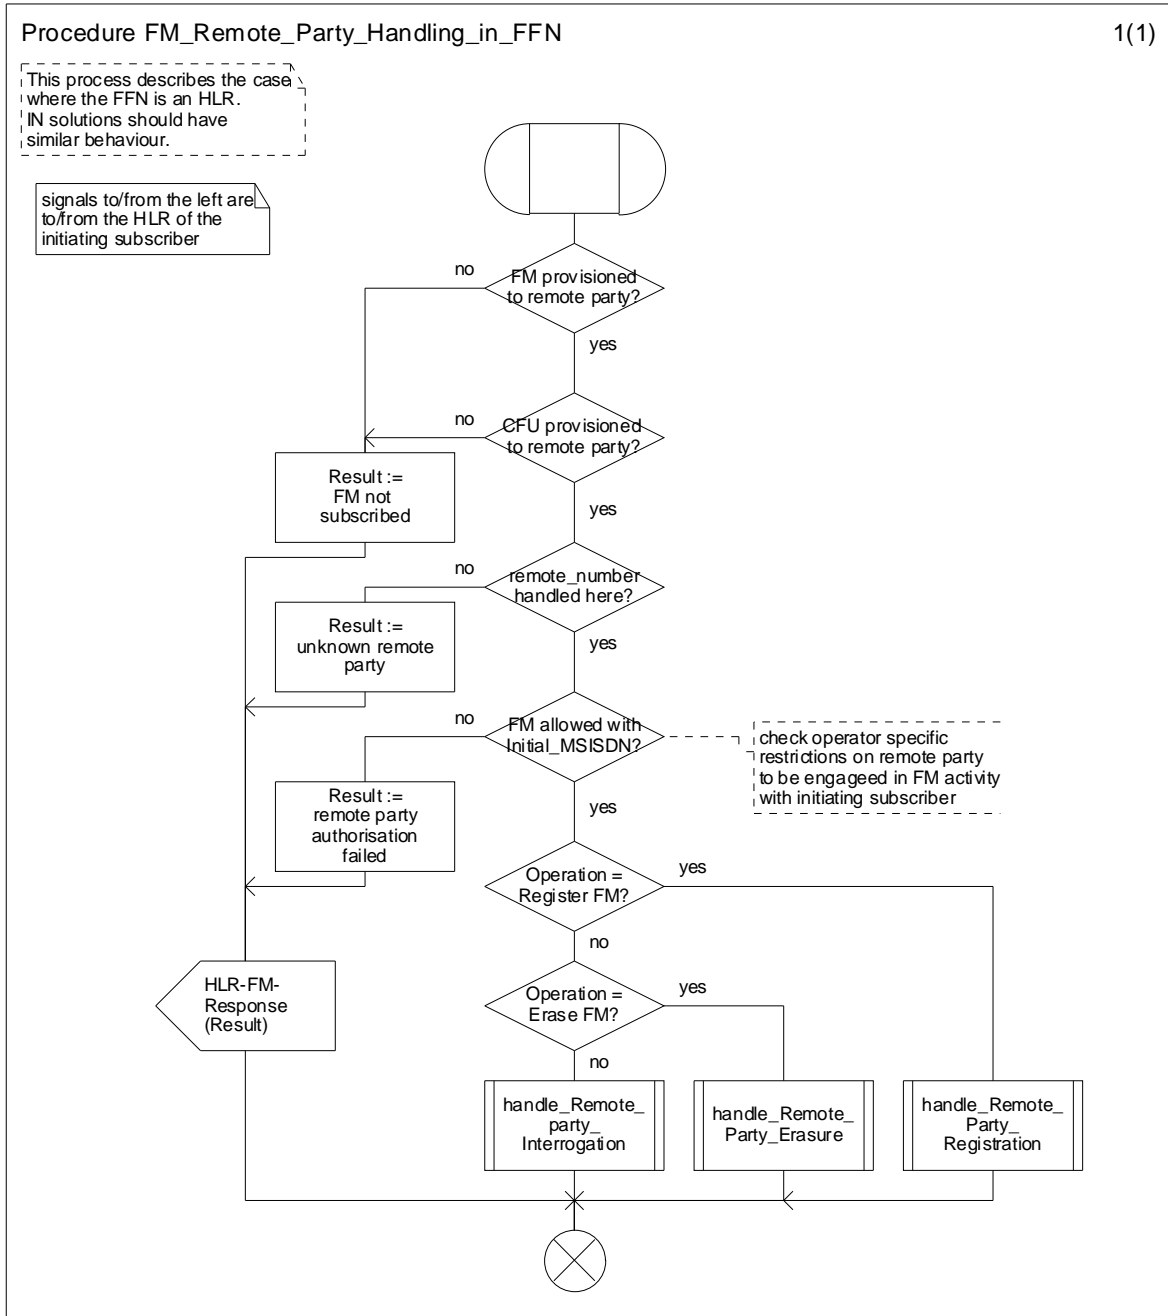 Procedure FM_Remote_Party_Handling_in_FFN
1(1)
This process describes the case
where the FFN is an HLR.
IN solutions should have
similar behaviour.
signals to/from the left are
to/from the HLR of the
initiating subscriber
no
FM provisioned
to remote party?
yes
no
CFU provisioned
to remote party?
Result :=
FM not
subscribed
yes
no
remote_number
handled here?
Result :=
unknown remote
party
yes
no
FM allowed with
Initial_MSISDN?
check operator specific
restrictions on remote party
to be engageed in FM activity
with initiating subscriber
Result :=
remote party
authorisation
failed
yes
Operation =
Register FM?
yes
no
HLR-FM-
Response
(Result)
Operation =
Erase FM?
yes
no
handle_Remote_
party_
Interrogation
handle_Remote_
Party_Erasure
handle_Remote_
Party_
Registration